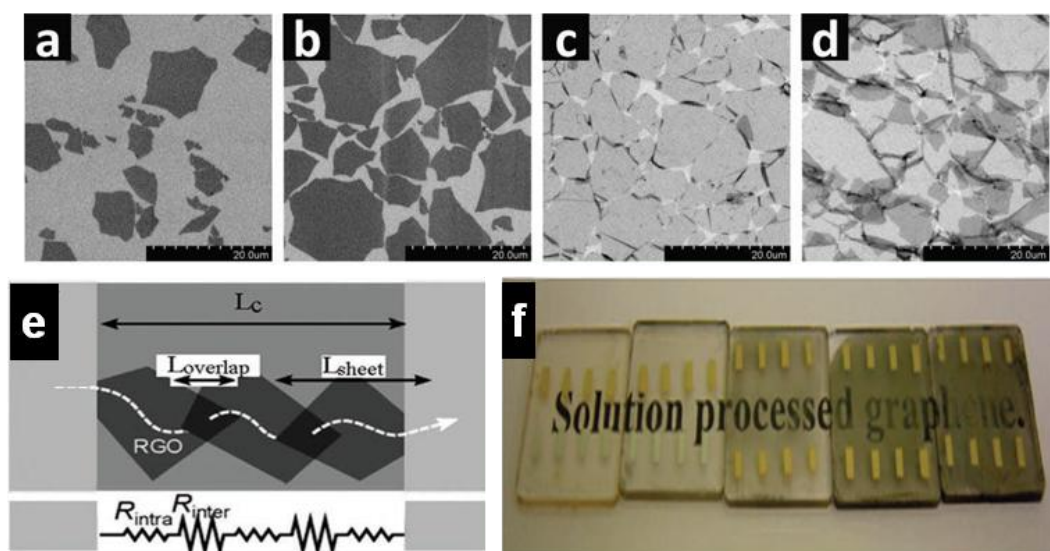 a
b
c
d
20.0um
20.0um
20.0um
20.0um
e
Lc
Loverlap
Lsheet
RGO
Rintra
Rinter
f
Solution processed graphene.